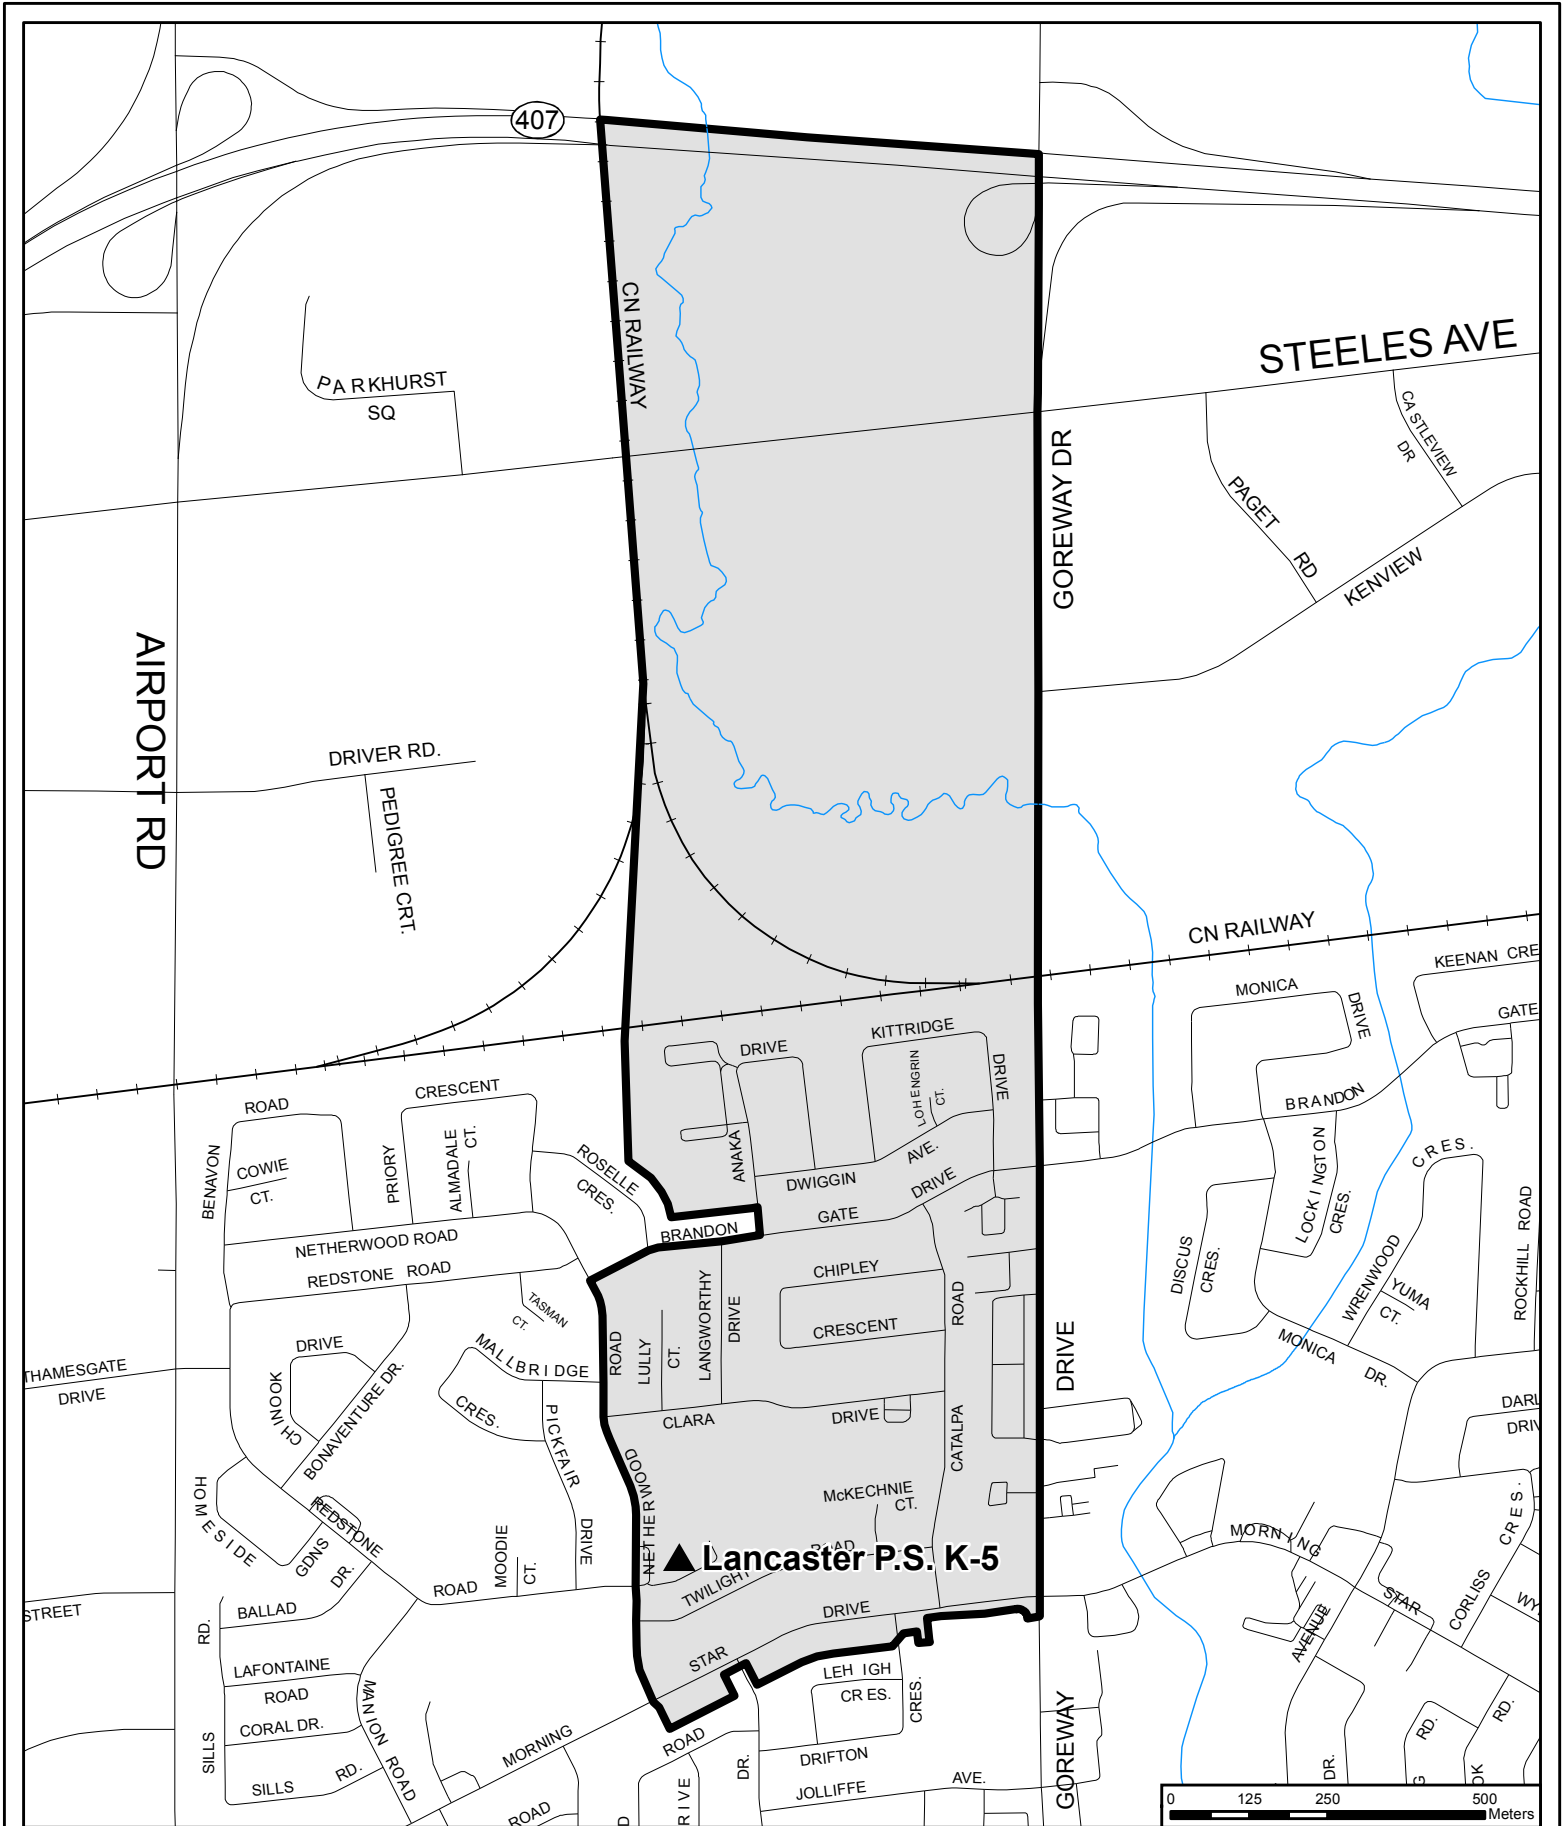 407
CN RAILWAY
STEELES AVE
PARKHURST
SQ
CASTLEVIEW
DR
GOREWAY DR
PAGET
RD
KENVIEW
AIRPORT RD
DRIVER RD.
PEDIGREE CRT.
CN RAILWAY
KEENAN CRE
MONICA
DRIVE
GATE
KITTRIDGE
DRIVE
DRIVE
LOHENGRIN
CT.
CRESCENT
ROAD
BRANDON
BENAVON
COWIE
CT.
PRIORY
ALMADALE
CT.
ROSELLE
CRES.
ANAKA
AVE.
DWIGGIN
DRIVE
GATE
BRANDON
LOCKINGTON
CRES.
CRES.
ROCKHILL ROAD
NETHERWOOD ROAD
REDSTONE ROAD
TASMAN
CT.
CHIPLEY
CRESCENT
ROAD
DISCUS
CRES.
WRENWOOD
YUMA
CT.
LANGWORTHY
DRIVE
LULLY
CT.
ROAD
DRIVE
MONICA
DR.
THAMESGATE
DRIVE
DRIVE
CHINOOK
BONAVENTURE DR.
MALLBRIDGE
CRES.
PICKFAIR
DRIVE
CLARA
DRIVE
CATALPA
DARL
DRIV
NETHERWOOD
McKECHNIE
CT.
HOMESIDE
RD.
REDSTONE
GDNS
DR.
MOODIE
CT.
ROAD
Lancaster P.S. K-5
ROAD
TWILIGHT
DRIVE
STAR
MORNING
STAR
AVENUE
CORLISS
CRES.
WY.
STREET
BALLAD
LAFONTAINE
ROAD
CORAL DR.
SILLS
SILLS
RD.
MANION ROAD
MORNING
ROAD
ROAD
DR.
RIVE
D
LEHIGH
CRES.
CRES.
DRIFTON
JOLLIFFE
AVE.
GOREWAY
DR.
RD.
RD.
G
OK
0 125 250 500
Meters